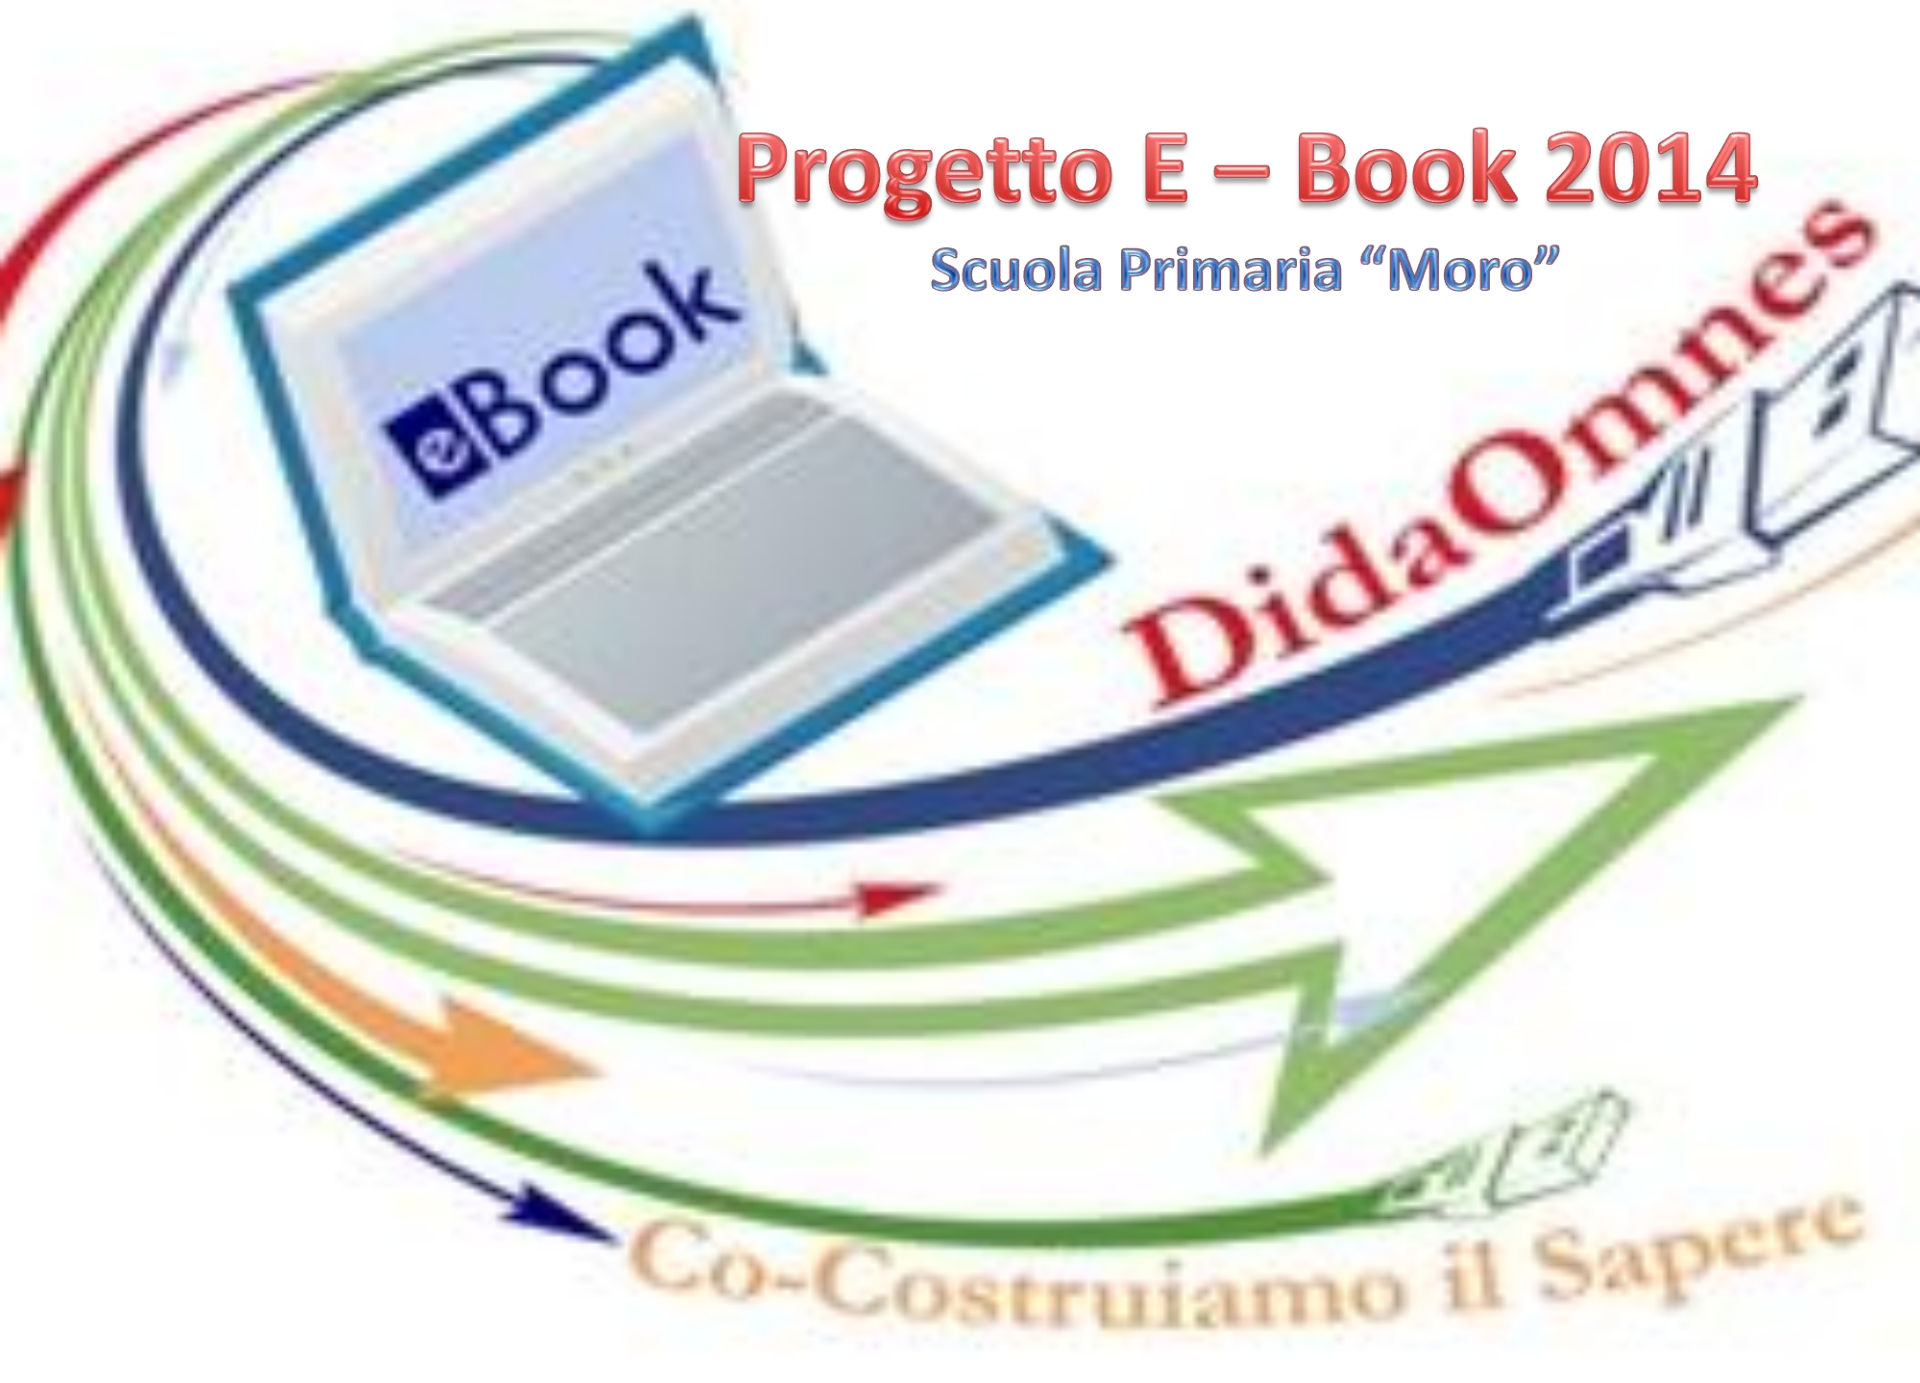 Progetto E – Book 2014
Scuola Primaria “Moro”
eBook
DidaOmnes
Co-Costruiamo il Sapere